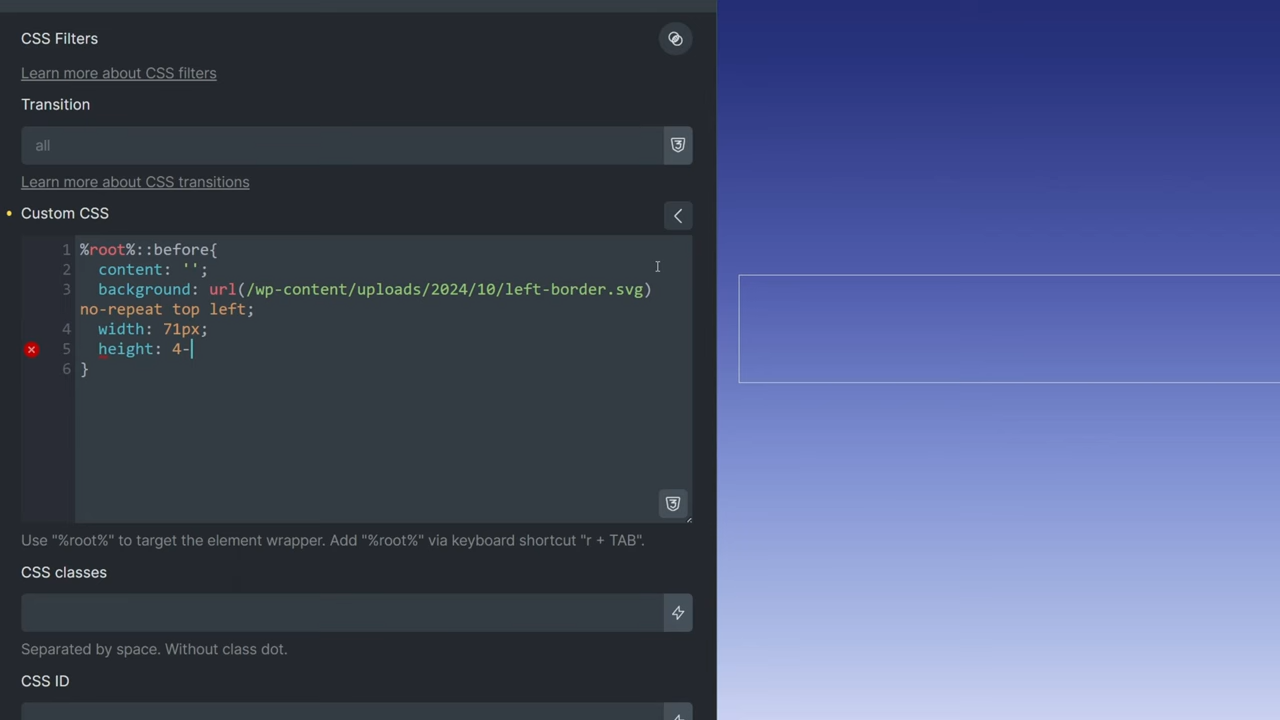 CSS Filters
Learn more about CSS filters
Transition
all
Learn more about CSS transitions
Custom CSS
1 %root%::before{
2 content: '';
3 background: url(/wp-content/uploads/2024/10/left-border.svg)
no-repeat top left;
4 width: 71px;
5 height: 4-
6 }
Use "%root%" to target the element wrapper. Add "%root%" via keyboard shortcut "r + TAB".
CSS classes
Separated by space. Without class dot.
CSS ID